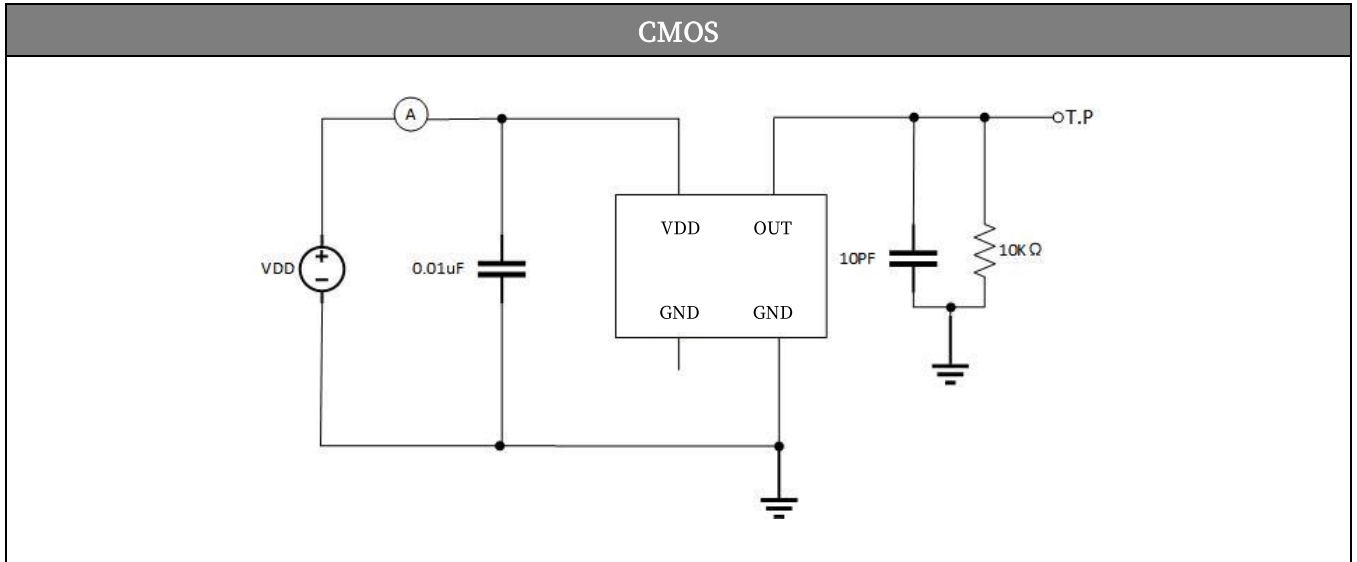 CMOS
A
T.P
VDD
OUT
VDD
0.01uF
10PF
10KΩ
GND
GND
+
−